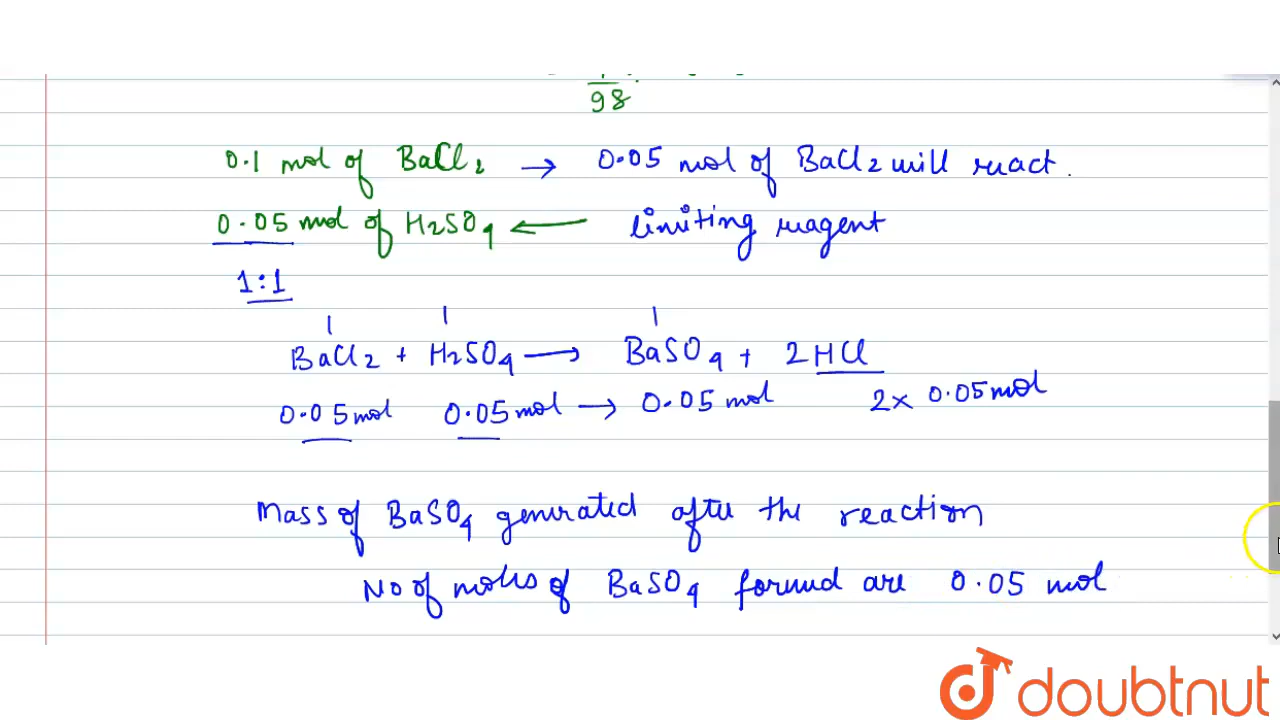 98
0.1 mol of BaCl2 → 0.05 mol of BaCl2 will react.
0.05 mol of H2SO4 ← limiting reagent
1:1
1 1 1
BaCl2 + H2SO4 → BaSO4 + 2HCl
0.05 mol 0.05 mol → 0.05 mol 2× 0.05 mol
Mass of BaSO4 generated after the reaction
No of moles of BaSO4 formed are 0.05 mol
doubtnut